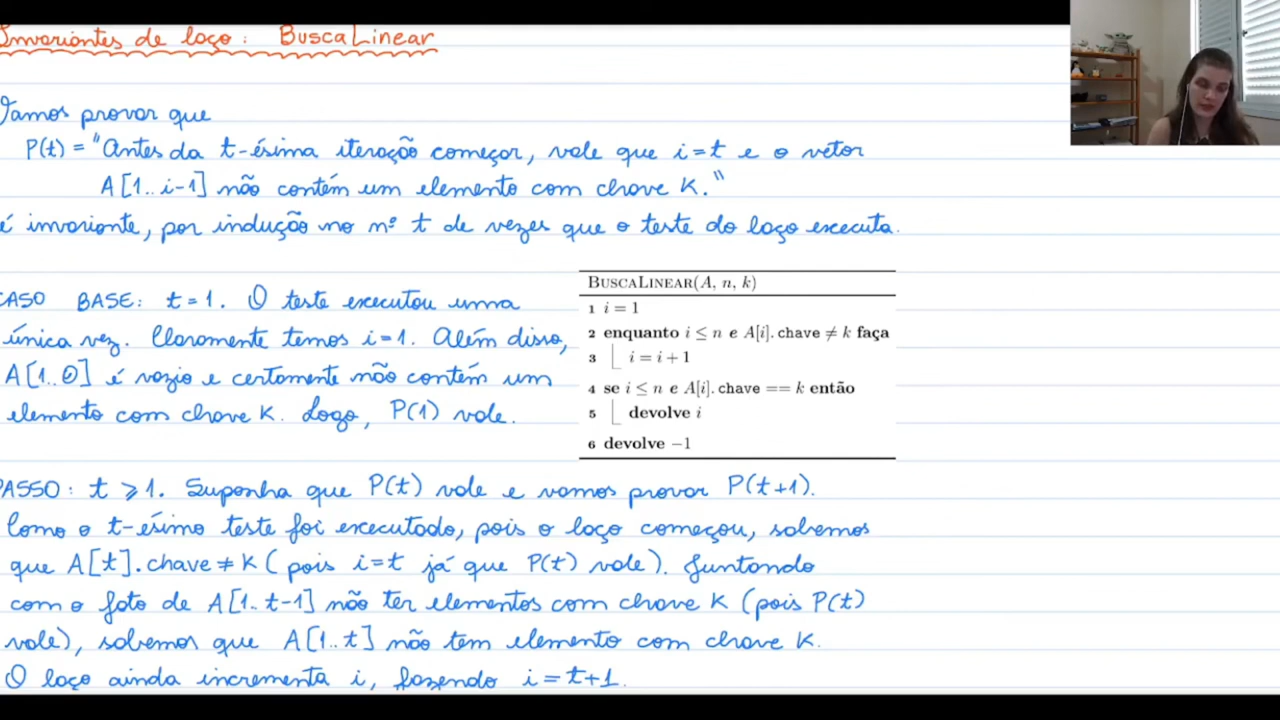 Invariantes de laço: BuscaLinear
Vamos provar que
P(t) = "Antes da t-ésima iteração começar, vale que i=t e o vetor
A[1..i-1] não contém um elemento com chave K."
é invariante, por indução no nº t de vezes que o teste do laço executa.
CASO BASE: t=1. O teste executou uma
única vez. Claramente temos i=1. Além disso,
A[1..0] é vazio e certamente não contém um
elemento com chave K. Logo, P(1) vale.
BUSCALINEAR(A, n, k)
1 i = 1
2 enquanto i ≤ n e A[i].chave ≠ k faça
3 i = i + 1
4 se i ≤ n e A[i].chave == k então
5 devolve i
6 devolve −1
PASSO: t ⩾ 1. Suponha que P(t) vale e vamos provar P(t+1).
Como o t-ésimo teste foi executado, pois o laço começou, sabemos
que A[t].chave ≠ K (pois i=t já que P(t) vale). Juntando
com o fato de A[1..t-1] não ter elementos com chave K (pois P(t)
vale), sabemos que A[1..t] não tem elemento com chave K.
O laço ainda incrementa i, fazendo i=t+1.